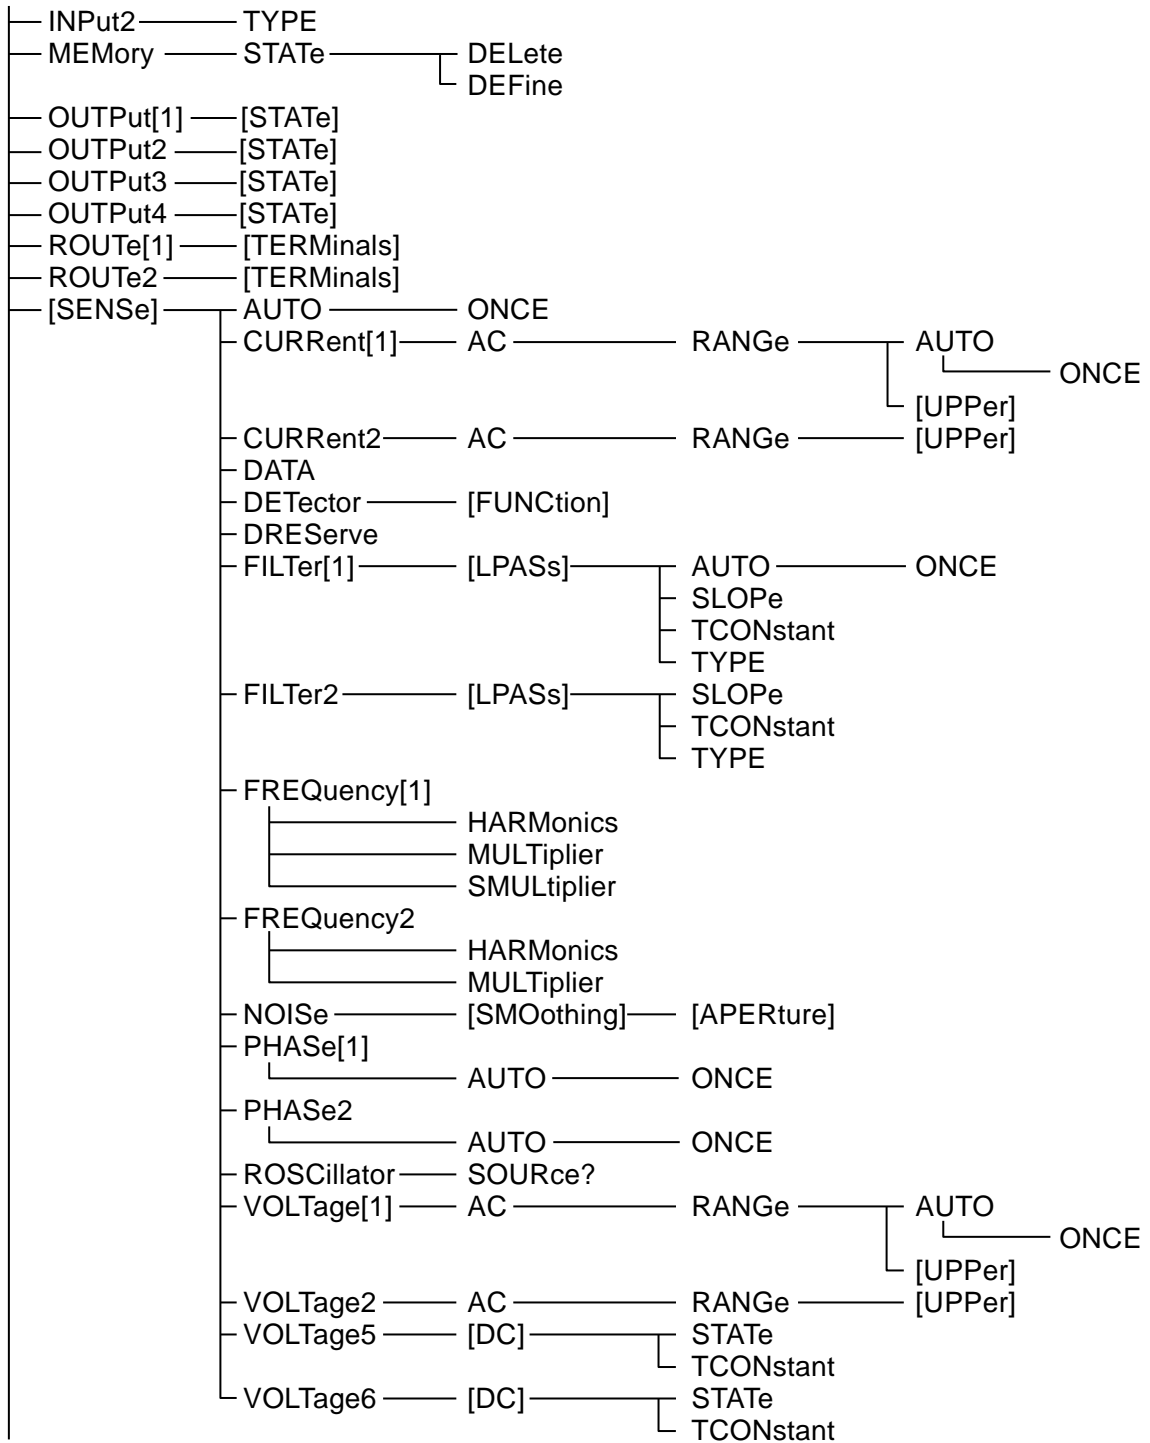 INPut2 TYPE
MEMory STATe DELete
DEFine
OUTPut[1] [STATe]
OUTPut2 [STATe]
OUTPut3 [STATe]
OUTPut4 [STATe]
ROUTe[1] [TERMinals]
ROUTe2 [TERMinals]
[SENSe] AUTO ONCE
CURRent[1] AC RANGe AUTO
ONCE
[UPPer]
CURRent2 AC RANGe [UPPer]
DATA
DETector [FUNCtion]
DREServe
FILTer[1] [LPASs] AUTO ONCE
SLOPe
TCONstant
TYPE
FILTer2 [LPASs] SLOPe
TCONstant
TYPE
FREQuency[1]
HARMonics
MULTiplier
SMULtiplier
FREQuency2
HARMonics
MULTiplier
NOISe [SMOothing] [APERture]
PHASe[1]
AUTO ONCE
PHASe2
AUTO ONCE
ROSCillator SOURce?
VOLTage[1] AC RANGe AUTO
ONCE
[UPPer]
VOLTage2 AC RANGe [UPPer]
VOLTage5 [DC] STATe
TCONstant
VOLTage6 [DC] STATe
TCONstant